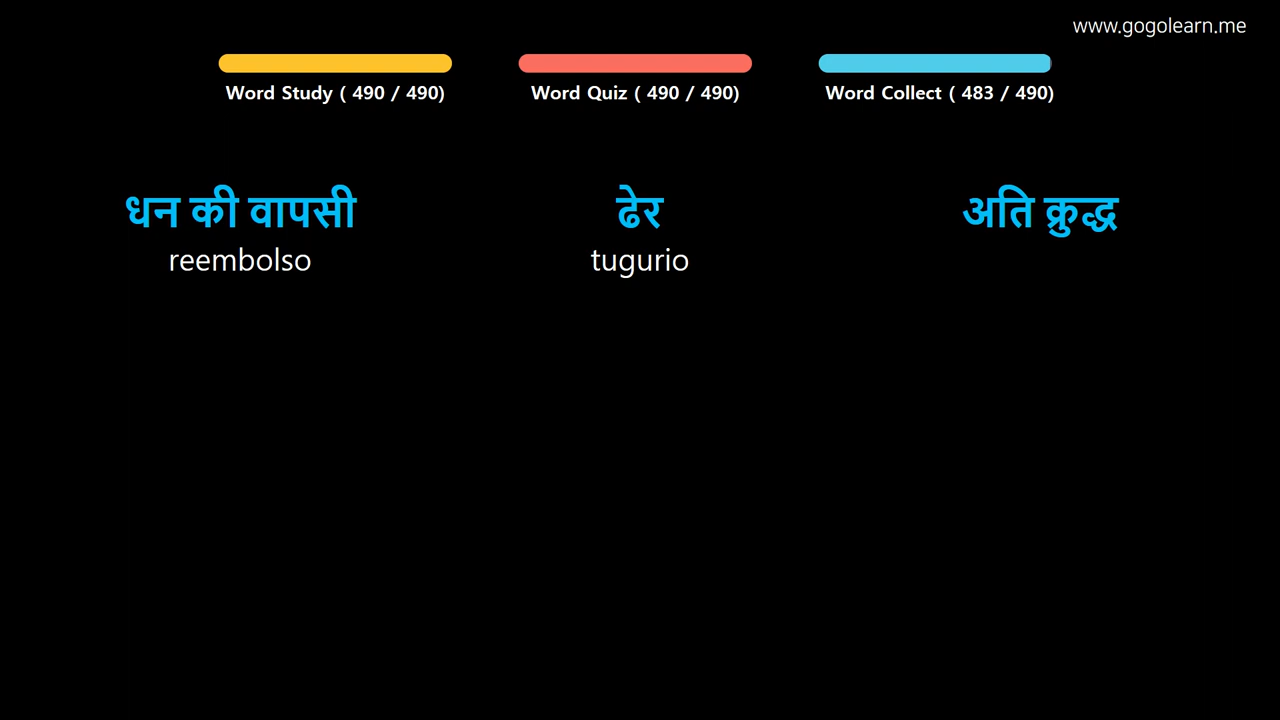 www.gogolearn.me
Word Study ( 490 / 490)
Word Quiz ( 490 / 490)
Word Collect ( 483 / 490)
धन की वापसी
reembolso
ढेर
tugurio
अति क्रुद्ध